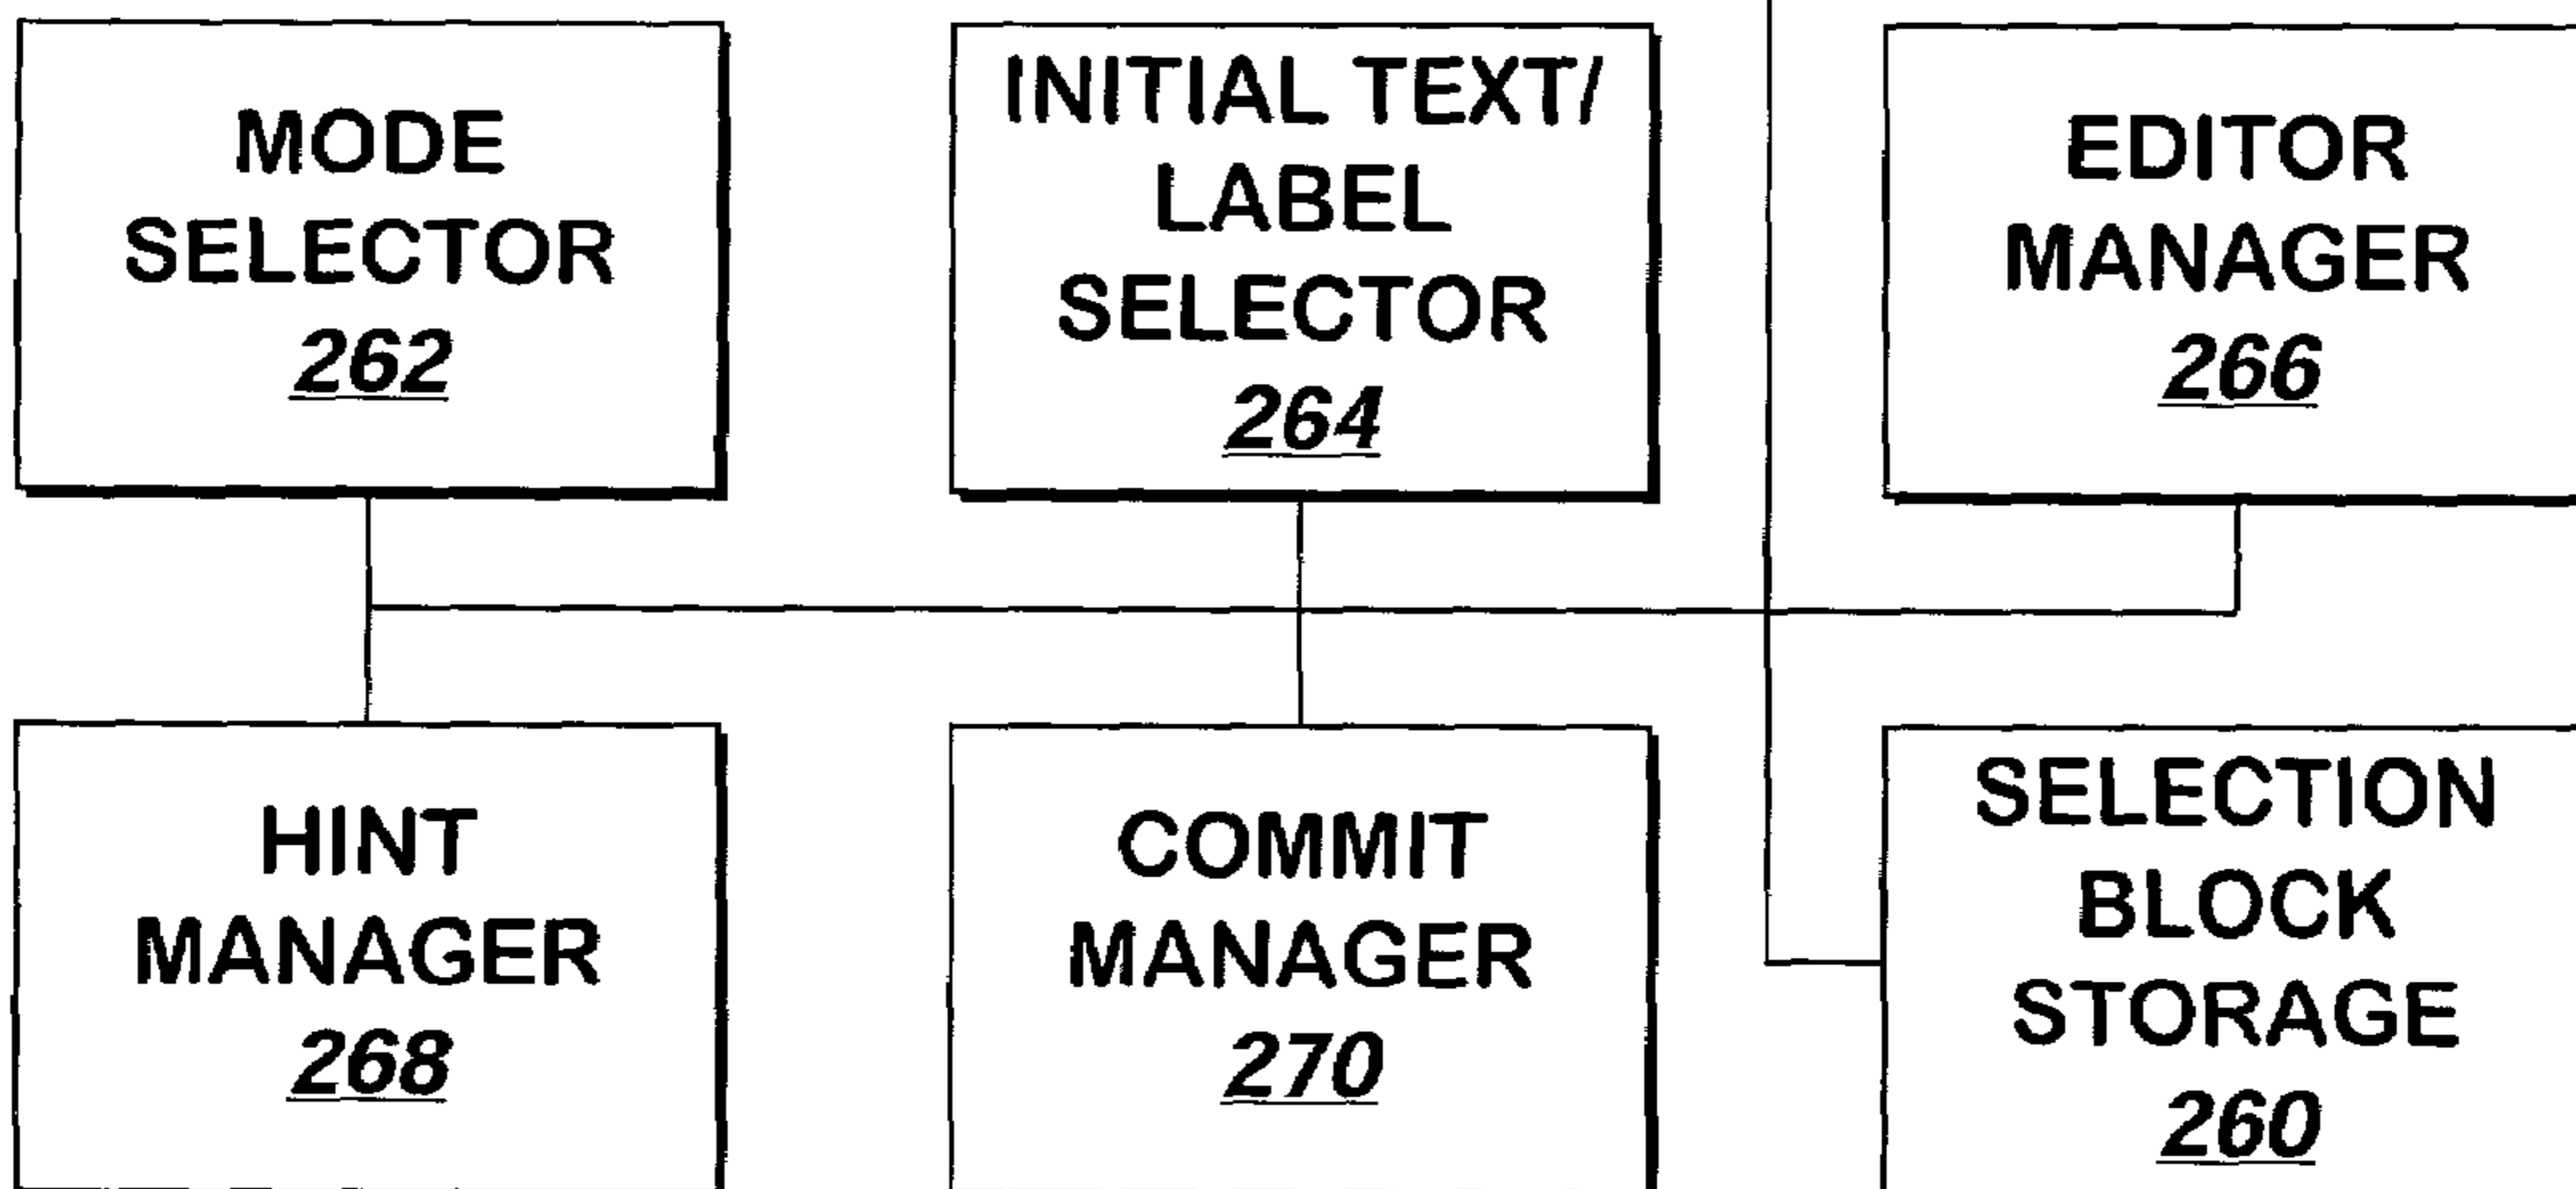 MODE
SELECTOR
262
INITIAL TEXT/
LABEL
SELECTOR
264
EDITOR
MANAGER
266
HINT
MANAGER
268
COMMIT
MANAGER
270
SELECTION
BLOCK
STORAGE
260